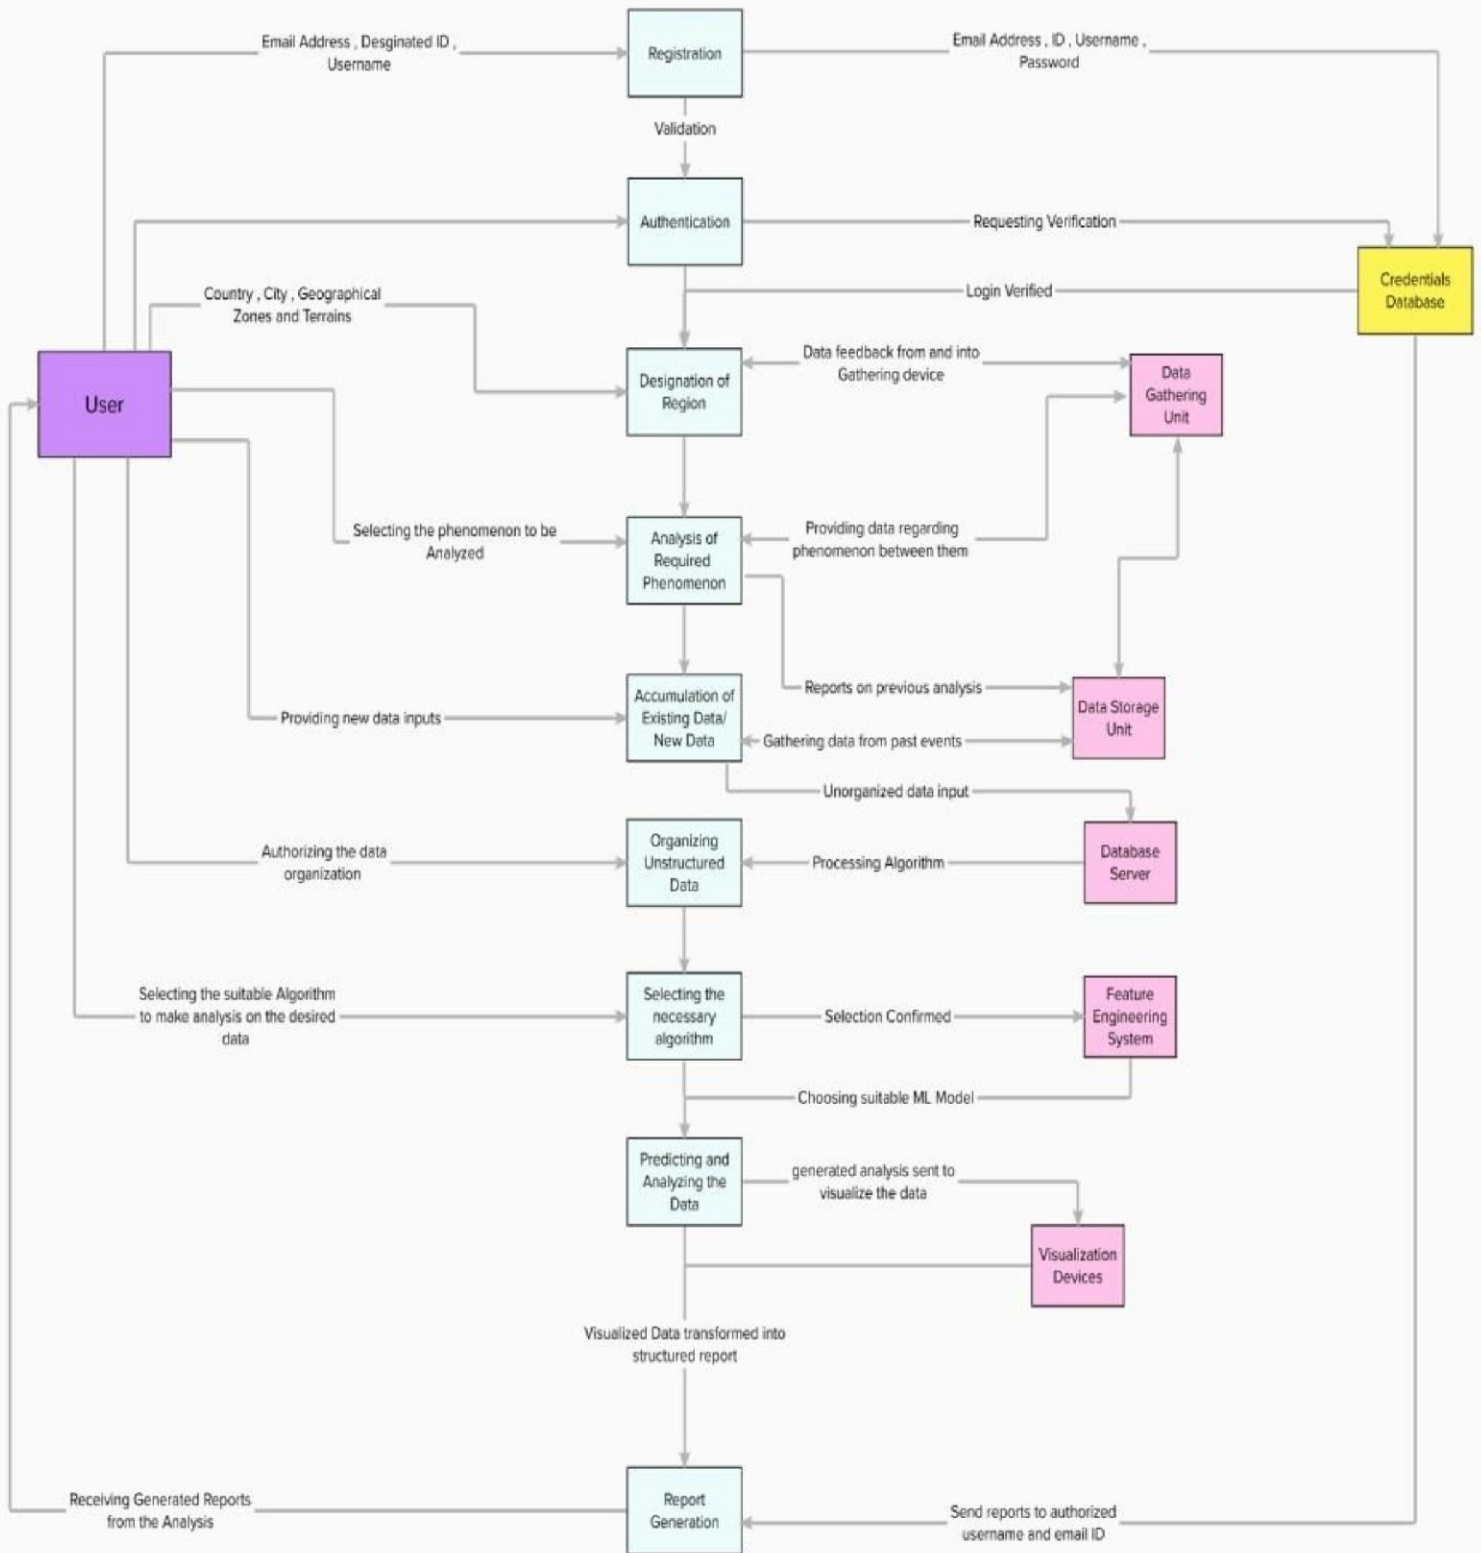 Email Address , Desginated ID ,
Username
Registration
Email Address , ID , Username ,
Password
Validation
Authentication
Requesting Verification
Credentials
Database
Login Verified
Country , City , Geographical
Zones and Terrains
User
Designation of
Region
Data feedback from and into
Gathering device
Data
Gathering
Unit
Selecting the phenomenon to be
Analyzed
Analysis of
Required
Phenomenon
Providing data regarding
phenomenon between them
Reports on previous analysis
Accumulation of
Existing Data/
New Data
Providing new data inputs
Gathering data from past events
Data Storage
Unit
Unorganized data input
Authorizing the data
organization
Organizing
Unstructured
Data
Processing Algorithm
Database
Server
Selecting the suitable Algorithm
to make analysis on the desired
data
Selecting the
necessary
algorithm
Selection Confirmed
Feature
Engineering
System
Choosing suitable ML Model
Predicting and
Analyzing the
Data
generated analysis sent to
visualize the data
Visualization
Devices
Visualized Data transformed into
structured report
Receiving Generated Reports
from the Analysis
Report
Generation
Send reports to authorized
username and email ID